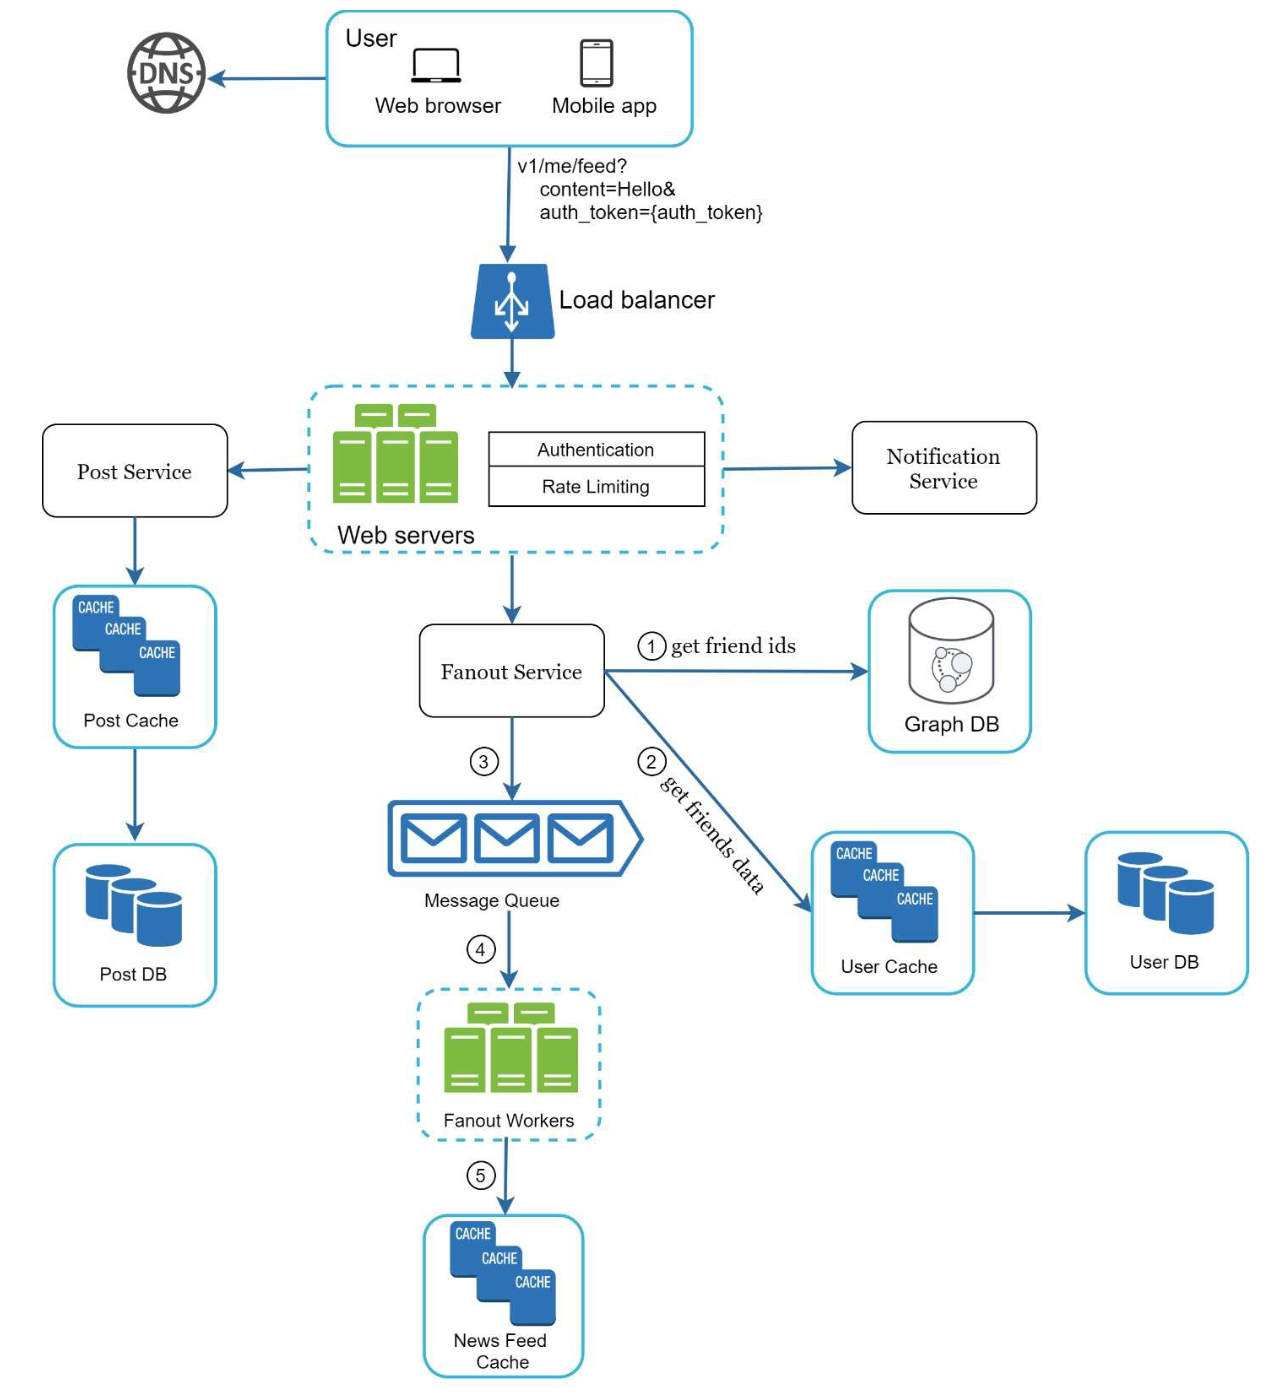 User
DNS
Web browser
Mobile app
v1/me/feed?
content=Hello&
auth_token={auth_token}
Load balancer
Authentication
Rate Limiting
Web servers
Post Service
Notification
Service
CACHE
CACHE
CACHE
Post Cache
Post DB
Fanout Service
1 get friend ids
Graph DB
2 get friends data
CACHE
CACHE
CACHE
User Cache
User DB
3
Message Queue
4
Fanout Workers
5
CACHE
CACHE
CACHE
News Feed
Cache